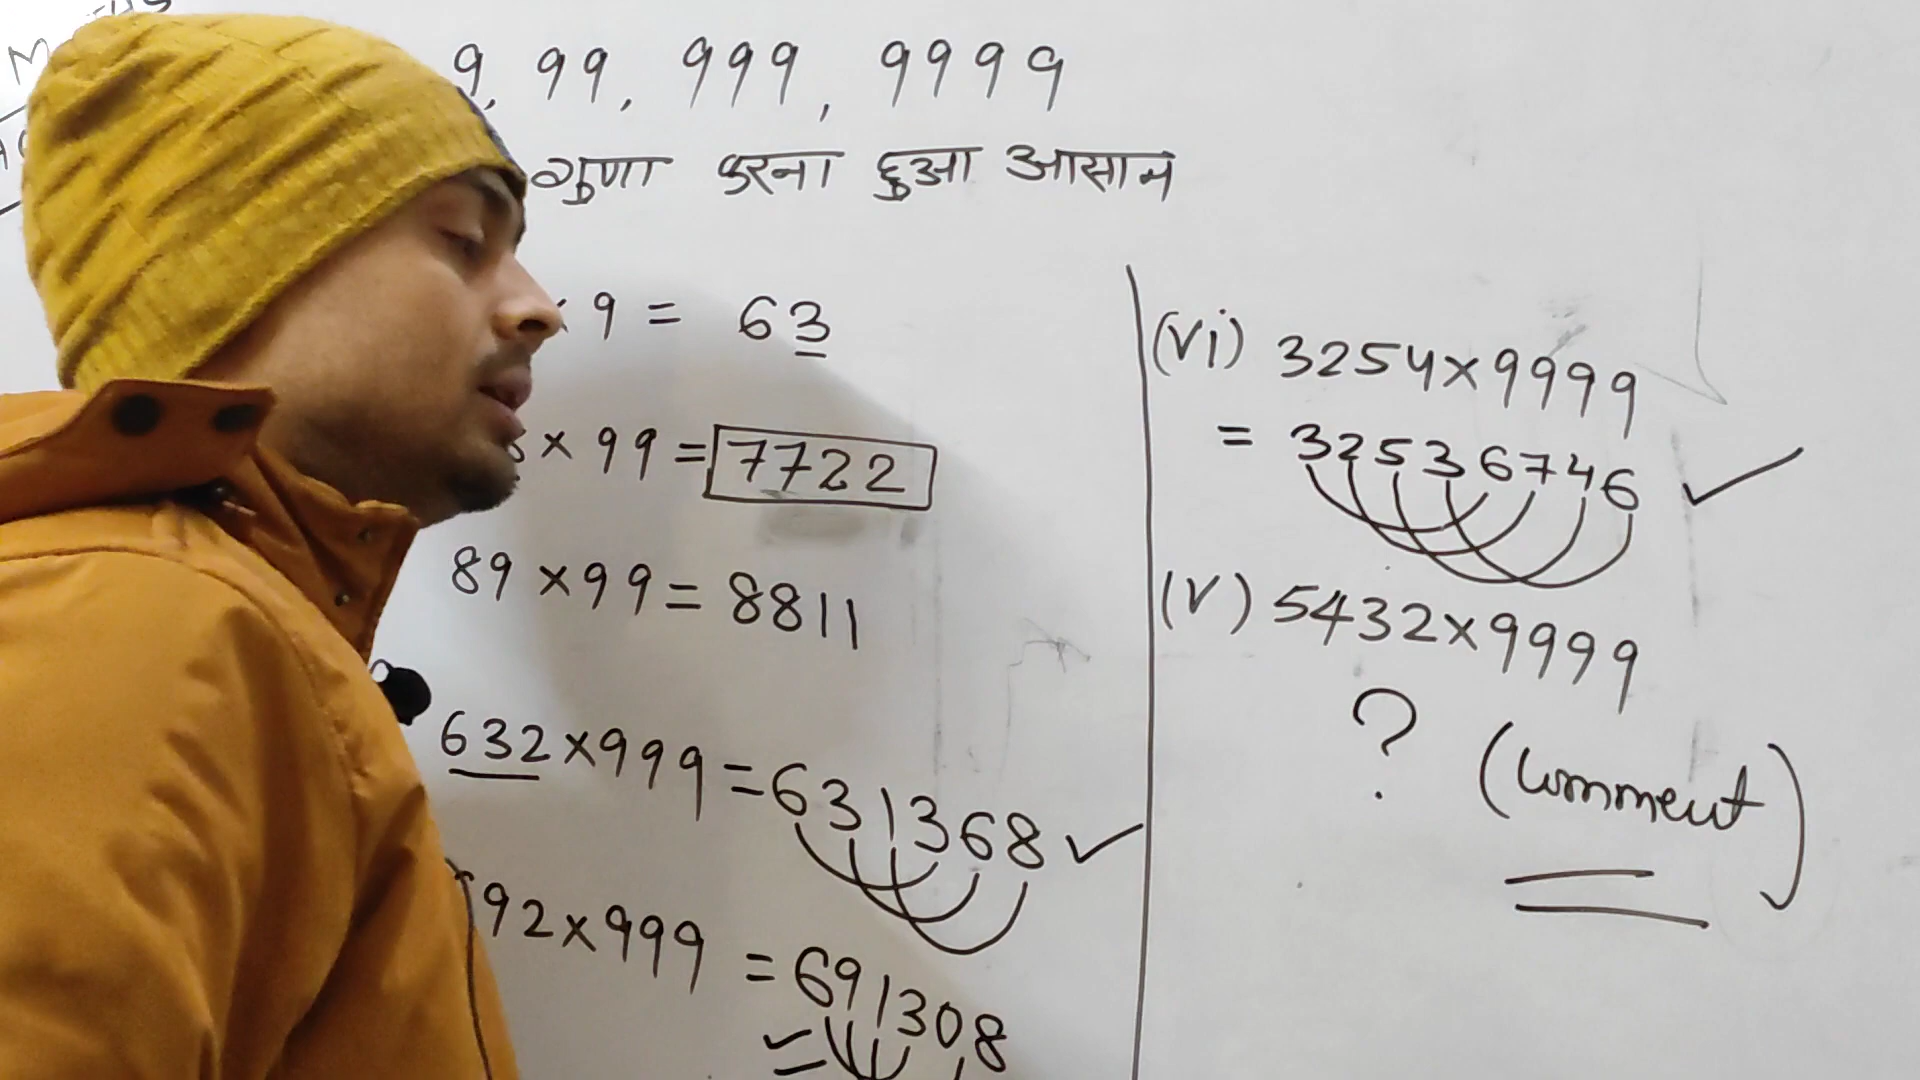 9, 99, 999, 9999
गुणा करना हुआ आसान
× 9 = 63
× 99 = 7722
89 × 99 = 8811
632 × 999 = 631368
92 × 999 = 691308
(vi) 3254 × 9999
= 32536746
(v) 5432 × 9999
? (comment)